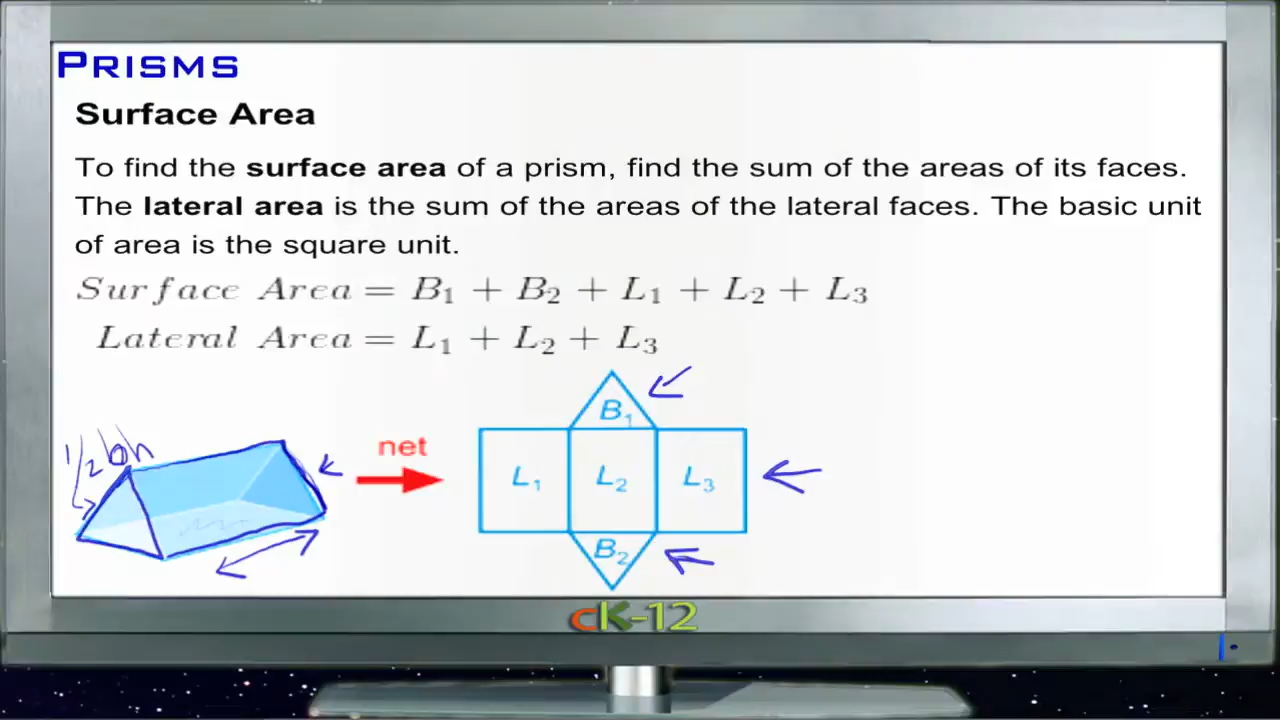 PRISMS
Surface Area
To find the surface area of a prism, find the sum of the areas of its faces.
The lateral area is the sum of the areas of the lateral faces. The basic unit
of area is the square unit.
Surface Area = B₁ + B₂ + L₁ + L₂ + L₃
Lateral Area = L₁ + L₂ + L₃
1/2 bh
net
B₁
L₁ L₂ L₃
B₂
cK-12